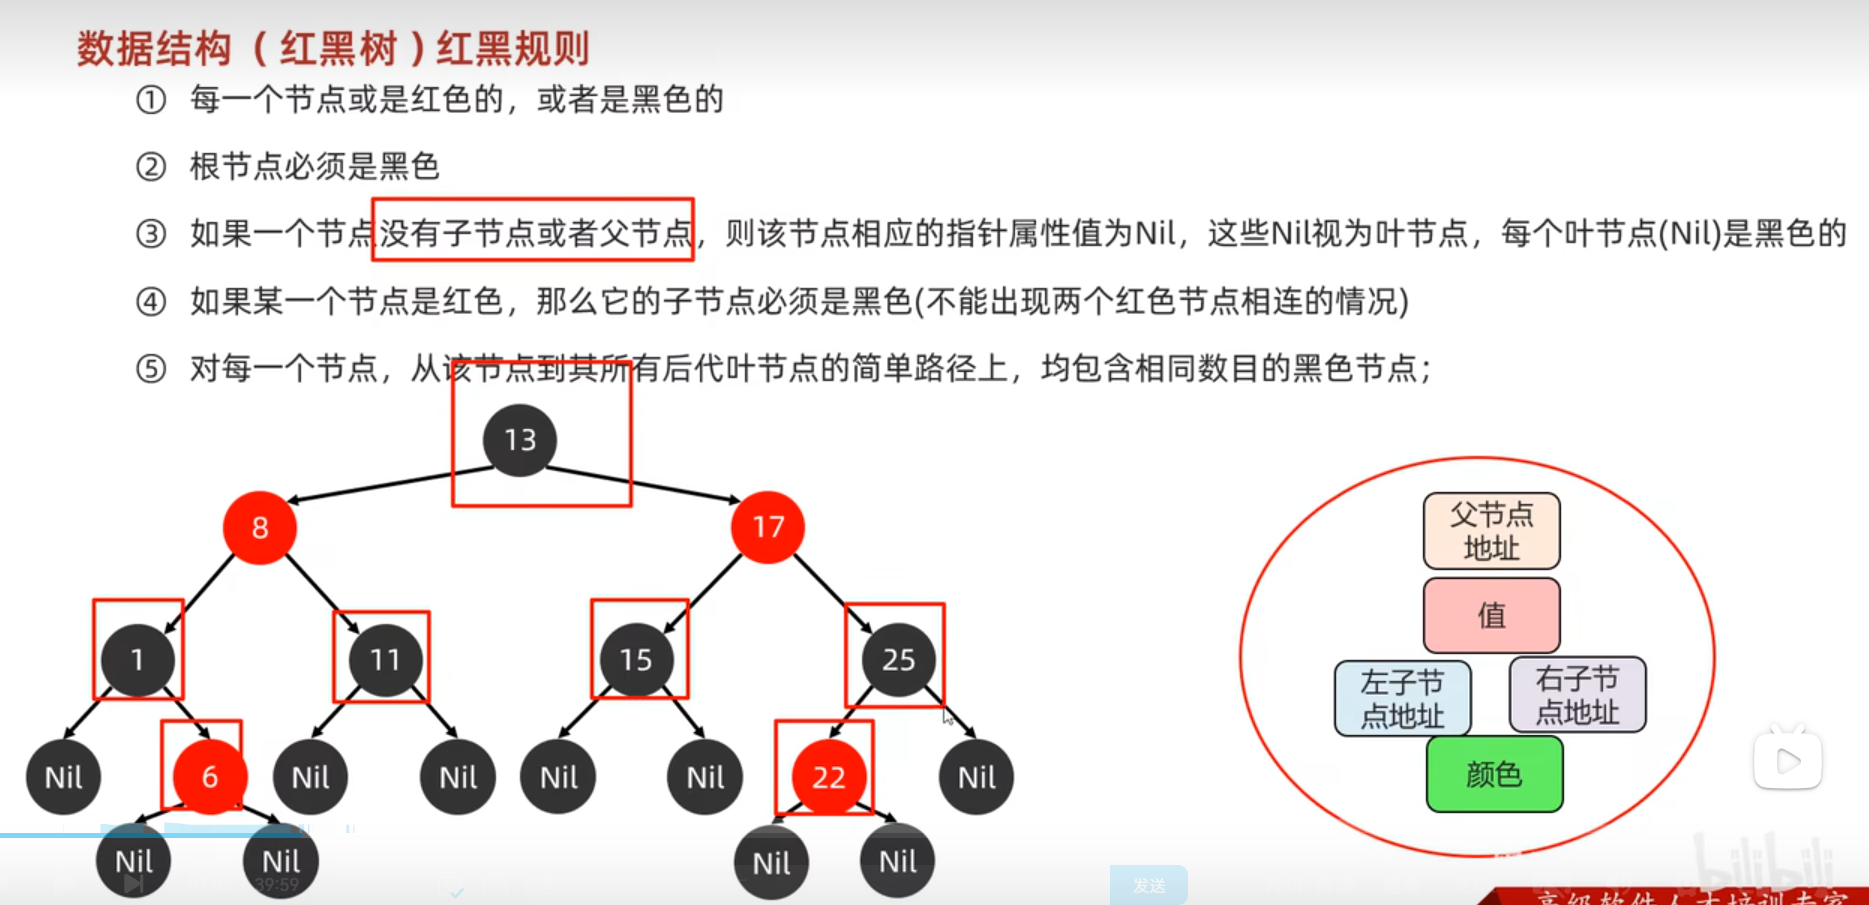 数据结构（红黑树）红黑规则
① 每一个节点或是红色的，或者是黑色的
② 根节点必须是黑色
③ 如果一个节点没有子节点或者父节点，则该节点相应的指针属性值为Nil，这些Nil视为叶节点，每个叶节点(Nil)是黑色的
④ 如果某一个节点是红色，那么它的子节点必须是黑色(不能出现两个红色节点相连的情况)
⑤ 对每一个节点，从该节点到其所有后代叶节点的简单路径上，均包含相同数目的黑色节点；
13
8
17
1
11
15
25
Nil
6
Nil
Nil
Nil
Nil
22
Nil
Nil
Nil
Nil
Nil
父节点
地址
值
左子节
点地址
右子节
点地址
颜色
39:59
发送
bilibili
高级软件人才培训专家